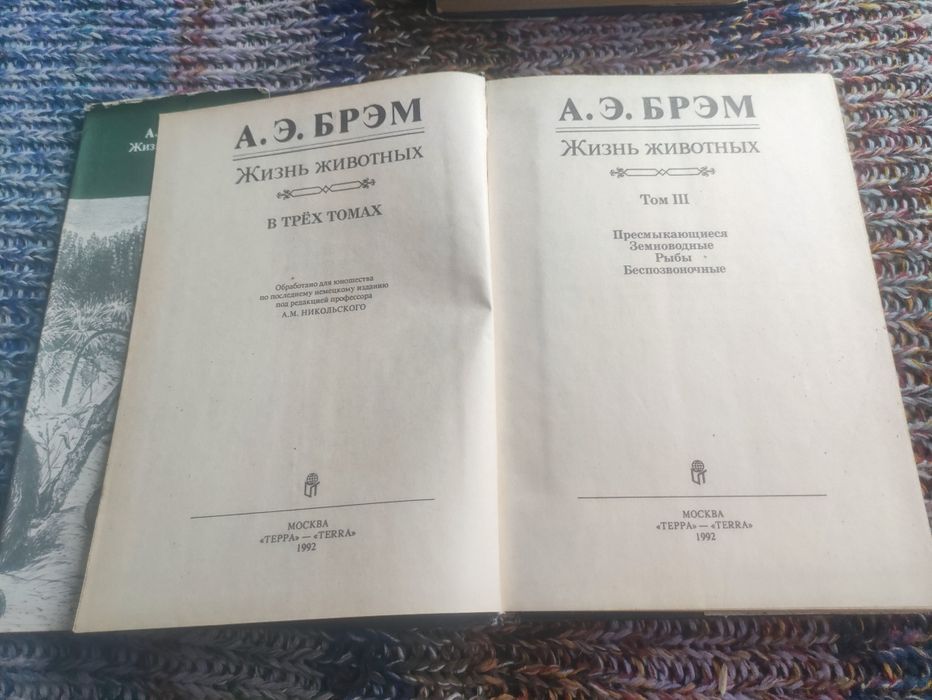 А.
Жиз
А. Э. БРЭМ
Жизнь животных
В ТРЁХ ТОМАХ
Обработано для юношества
по последнему немецкому изданию
под редакцией профессора
А.М. НИКОЛЬСКОГО
МОСКВА
«ТЕРРА» — «TERRA»
1992
А. Э. БРЭМ
Жизнь животных
Том III
Пресмыкающиеся
Земноводные
Рыбы
Беспозвоночные
МОСКВА
«ТЕРРА» — «TERRA»
1992